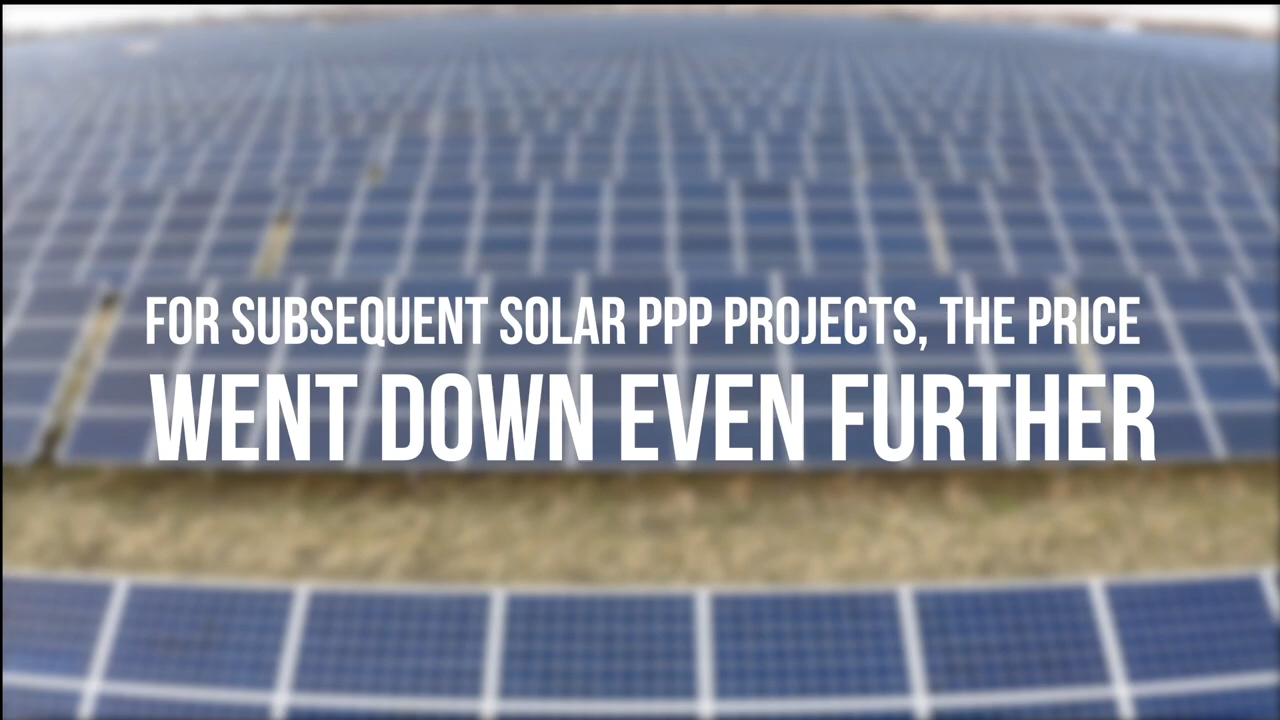 FOR SUBSEQUENT SOLAR PPP PROJECTS, THE PRICE
WENT DOWN EVEN FURTHER